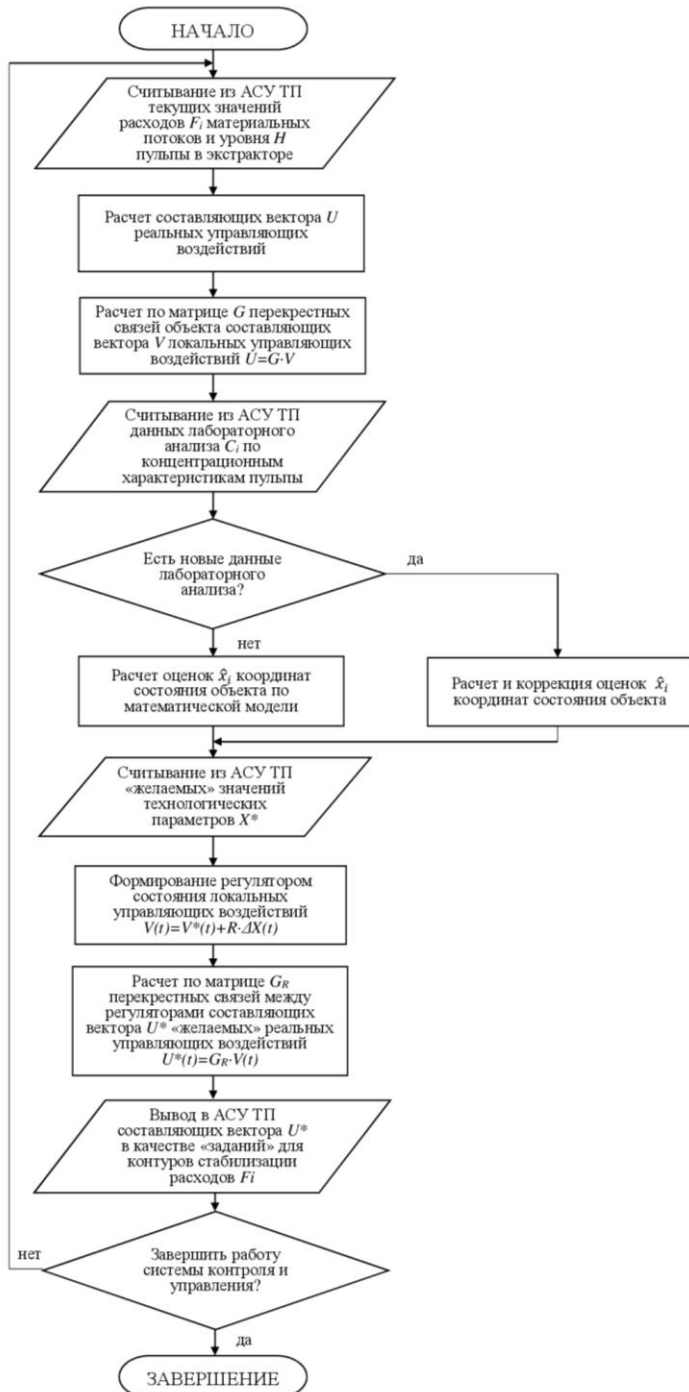 НАЧАЛО
Считывание из АСУ ТП
текущих значений
расходов Fi материальных
потоков и уровня H
пульпы в экстракторе
Расчет составляющих вектора U
реальных управляющих
воздействий
Расчет по матрице G перекрестных
связей объекта составляющих
вектора V локальных управляющих
воздействий U=G·V
Считывание из АСУ ТП
данных лабораторного
анализа Ci по
концентрационным
характеристикам пульпы
Есть новые данные
лабораторного
анализа?
да
нет
Расчет оценок x̂i координат
состояния объекта по
математической модели
Расчет и коррекция оценок x̂i
координат состояния объекта
Считывание из АСУ ТП
«желаемых» значений
технологических
параметров X*
Формирование регулятором
состояния локальных
управляющих воздействий
V(t)=V*(t)+R·ΔX(t)
Расчет по матрице GR
перекрестных связей между
регуляторами составляющих
вектора U* «желаемых» реальных
управляющих воздействий
U*(t)=GR·V(t)
Вывод в АСУ ТП
составляющих вектора U*
в качестве «заданий» для
контуров стабилизации
расходов Fi
нет
Завершить работу
системы контроля и
управления?
да
ЗАВЕРШЕНИЕ